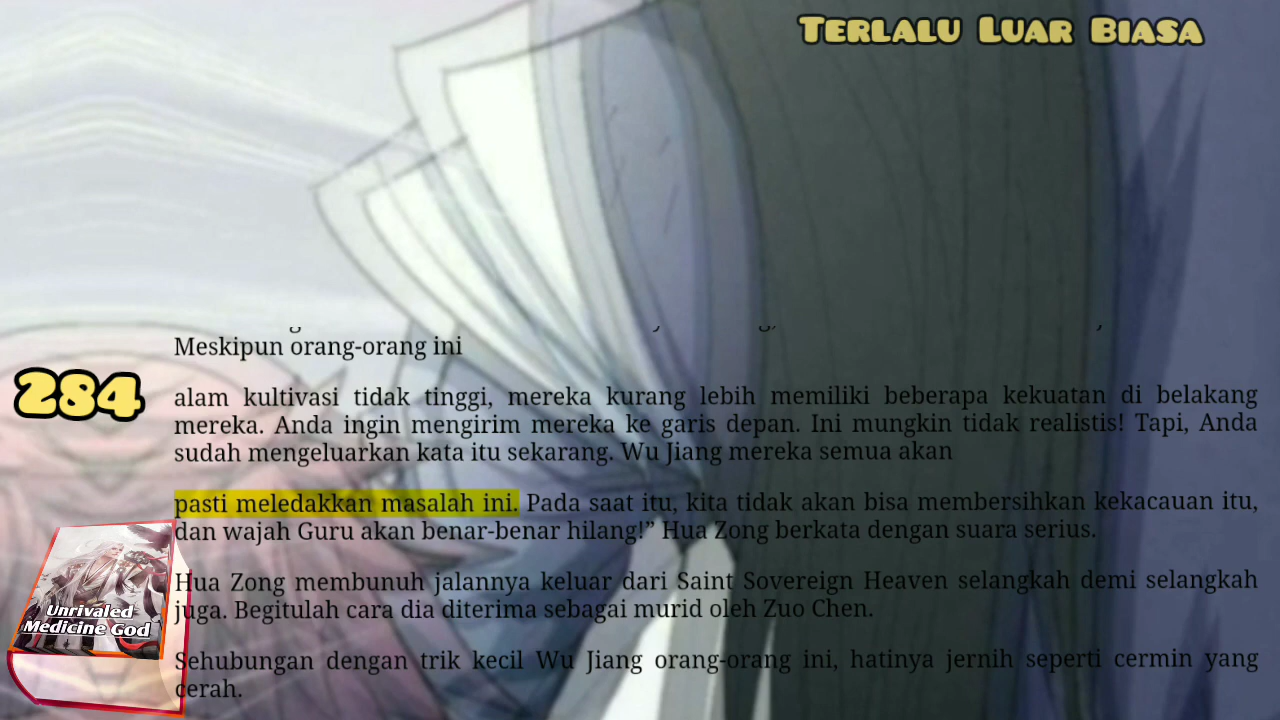 Terlalu Luar Biasa
Meskipun orang-orang ini
284
alam kultivasi tidak tinggi, mereka kurang lebih memiliki beberapa kekuatan di belakang
mereka. Anda ingin mengirim mereka ke garis depan. Ini mungkin tidak realistis! Tapi, Anda
sudah mengeluarkan kata itu sekarang. Wu Jiang mereka semua akan
pasti meledakkan masalah ini. Pada saat itu, kita tidak akan bisa membersihkan kekacauan itu,
dan wajah Guru akan benar-benar hilang!” Hua Zong berkata dengan suara serius.
Hua Zong membunuh jalannya keluar dari Saint Sovereign Heaven selangkah demi selangkah
juga. Begitulah cara dia diterima sebagai murid oleh Zuo Chen.
Sehubungan dengan trik kecil Wu Jiang orang-orang ini, hatinya jernih seperti cermin yang
cerah.
Unrivaled
Medicine God